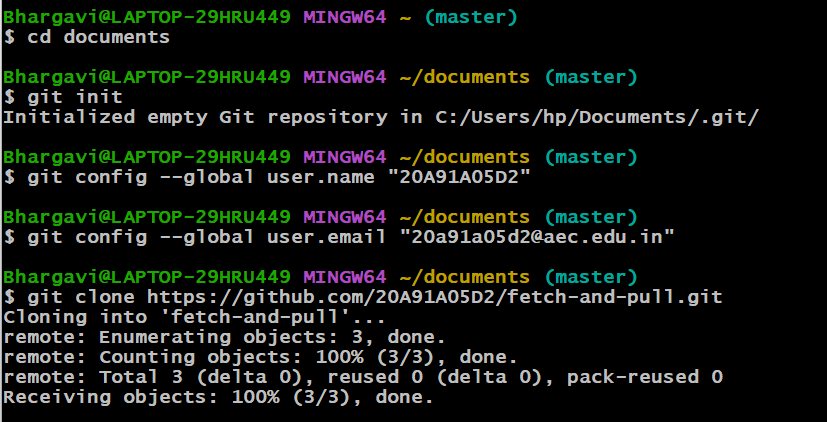 Bhargavi@LAPTOP-29HRU449 MINGW64 ~ (master)
$ cd documents
Bhargavi@LAPTOP-29HRU449 MINGW64 ~/documents (master)
$ git init
Initialized empty Git repository in C:/Users/hp/Documents/.git/
Bhargavi@LAPTOP-29HRU449 MINGW64 ~/documents (master)
$ git config --global user.name "20A91A05D2"
Bhargavi@LAPTOP-29HRU449 MINGW64 ~/documents (master)
$ git config --global user.email "20a91a05d2@aec.edu.in"
Bhargavi@LAPTOP-29HRU449 MINGW64 ~/documents (master)
$ git clone https://github.com/20A91A05D2/fetch-and-pull.git
Cloning into 'fetch-and-pull'...
remote: Enumerating objects: 3, done.
remote: Counting objects: 100% (3/3), done.
remote: Total 3 (delta 0), reused 0 (delta 0), pack-reused 0
Receiving objects: 100% (3/3), done.